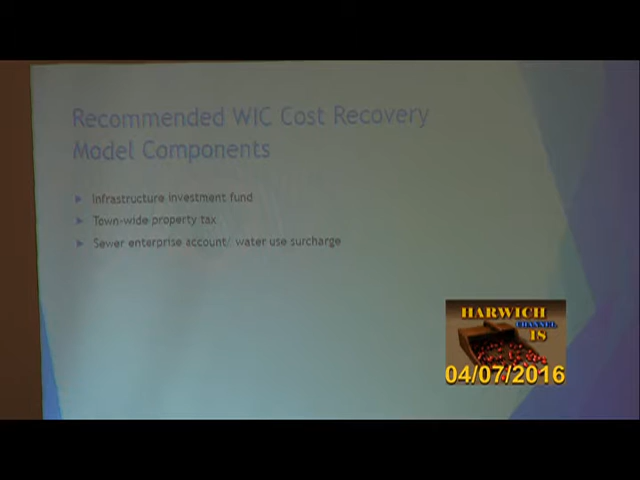 Recommended WIC Cost Recovery
Model Components
Infrastructure investment fund
Town-wide property tax
Sewer enterprise account/ water use surcharge
HARWICH
CHANNEL
18
04/07/2016